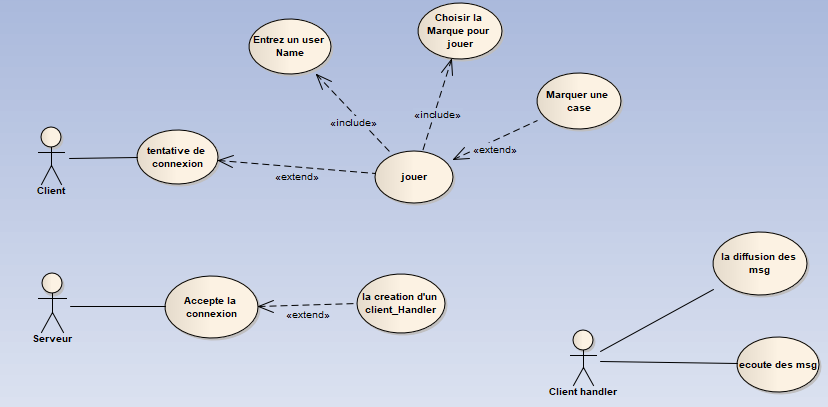 Entrez un user
Name
Choisir la
Marque pour
jouer
«include»
«include»
Marquer une
case
«extend»
Client
tentative de
connexion
«extend»
jouer
Serveur
Accepte la
connexion
«extend»
la creation d'un
client_Handler
la diffusion des
msg
Client handler
ecoute des msg